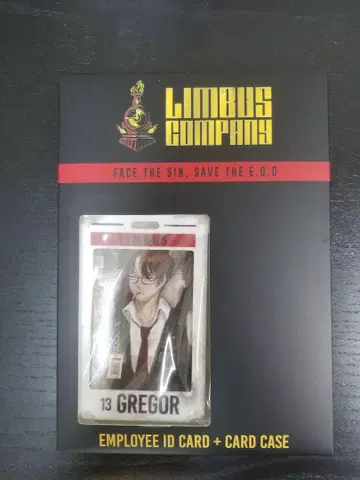 LIMBUS
COMPANY
FACE THE SIN, SAVE THE E.G.O
LIMBUS
13 GREGOR
EMPLOYEE ID CARD + CARD CASE